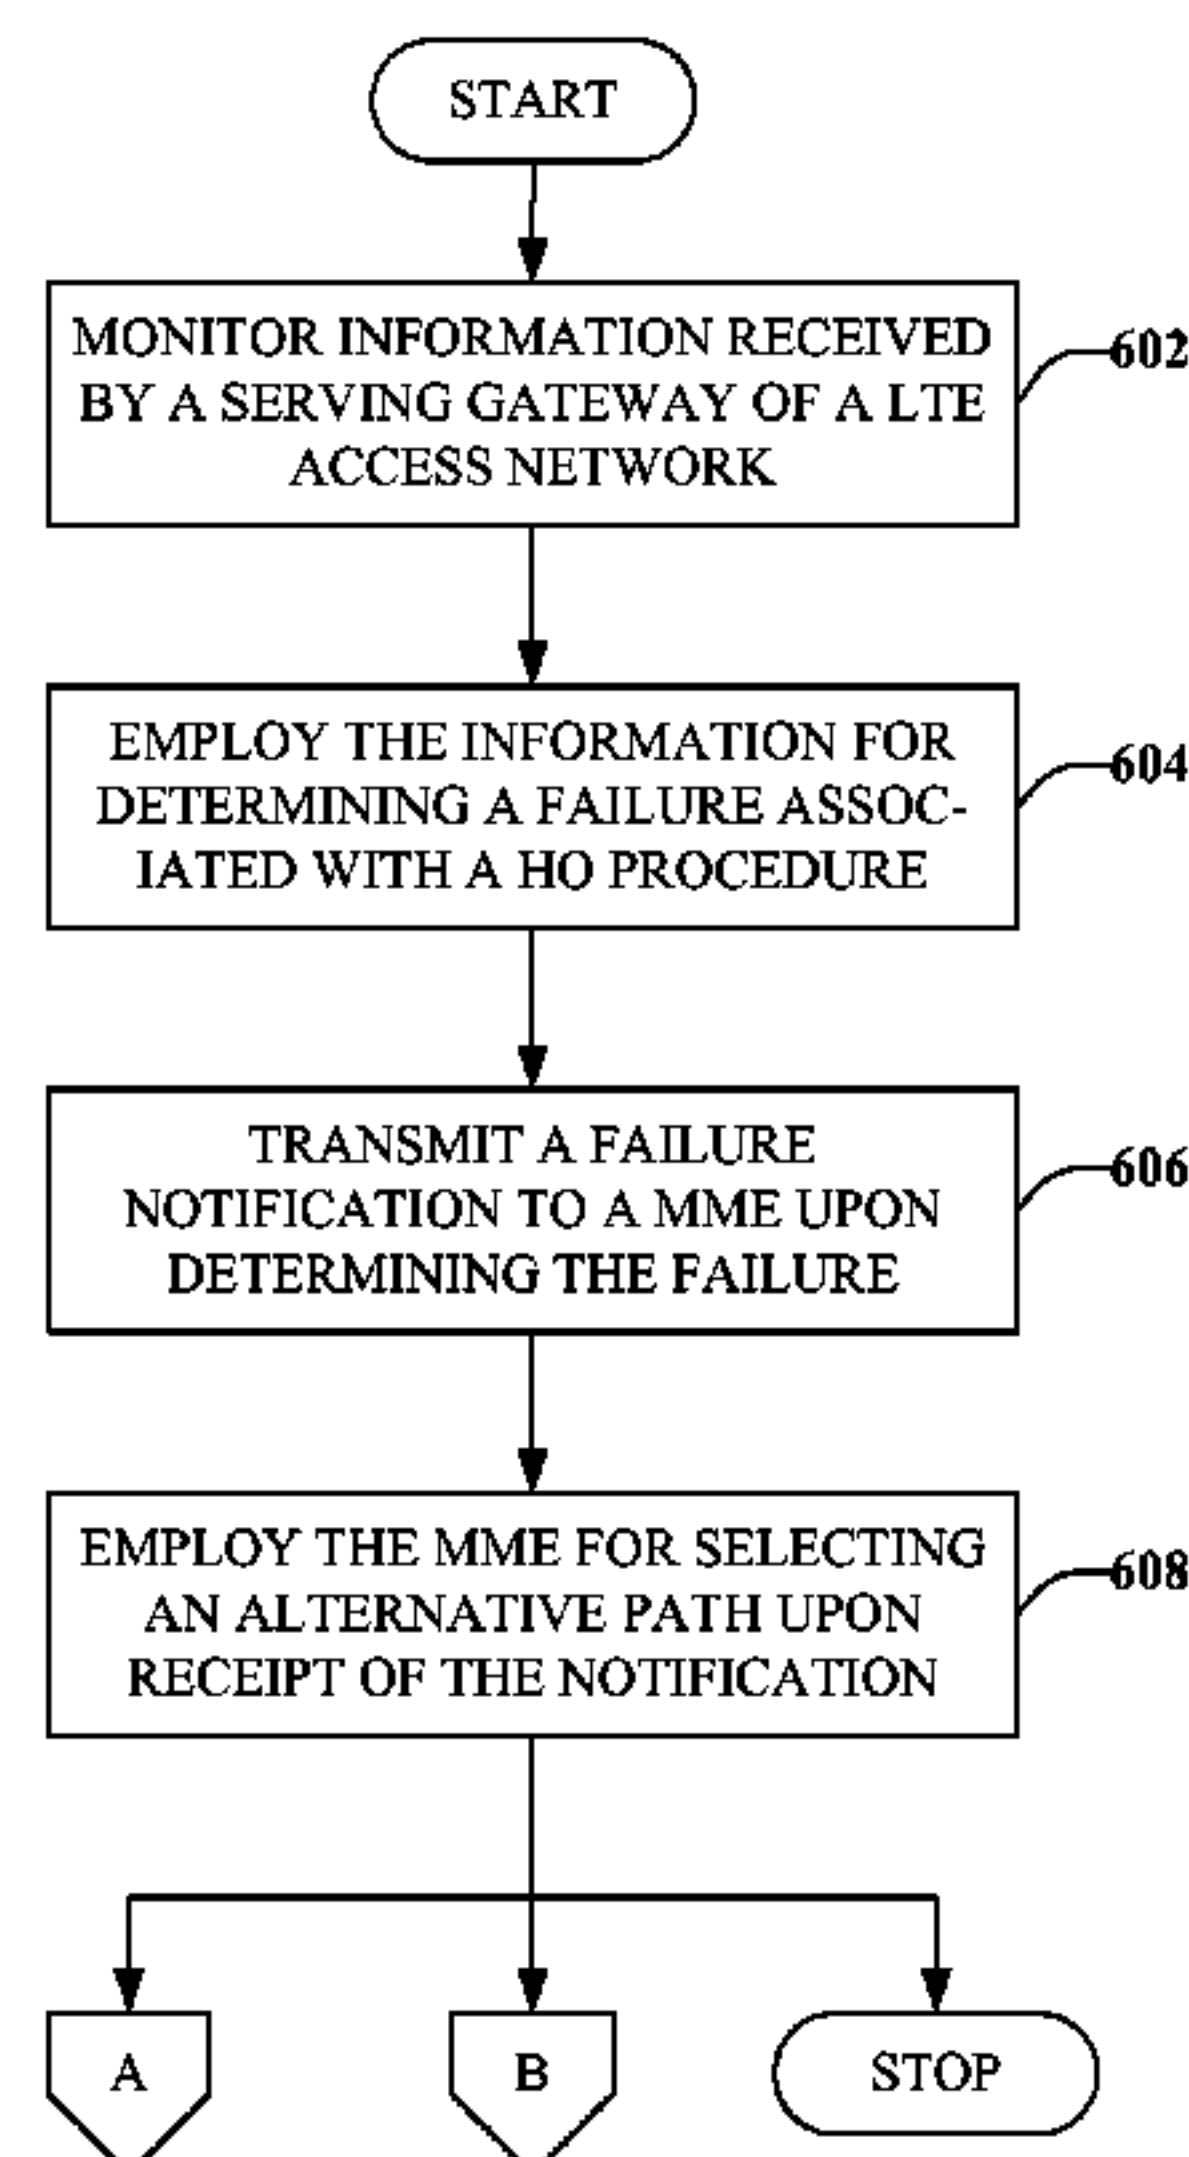 START
MONITOR INFORMATION RECEIVED
BY A SERVING GATEWAY OF A LTE
ACCESS NETWORK
602
EMPLOY THE INFORMATION FOR
DETERMINING A FAILURE ASSOC-
IATED WITH A HO PROCEDURE
604
TRANSMIT A FAILURE
NOTIFICATION TO A MME UPON
DETERMINING THE FAILURE
606
EMPLOY THE MME FOR SELECTING
AN ALTERNATIVE PATH UPON
RECEIPT OF THE NOTIFICATION
608
A
B
STOP